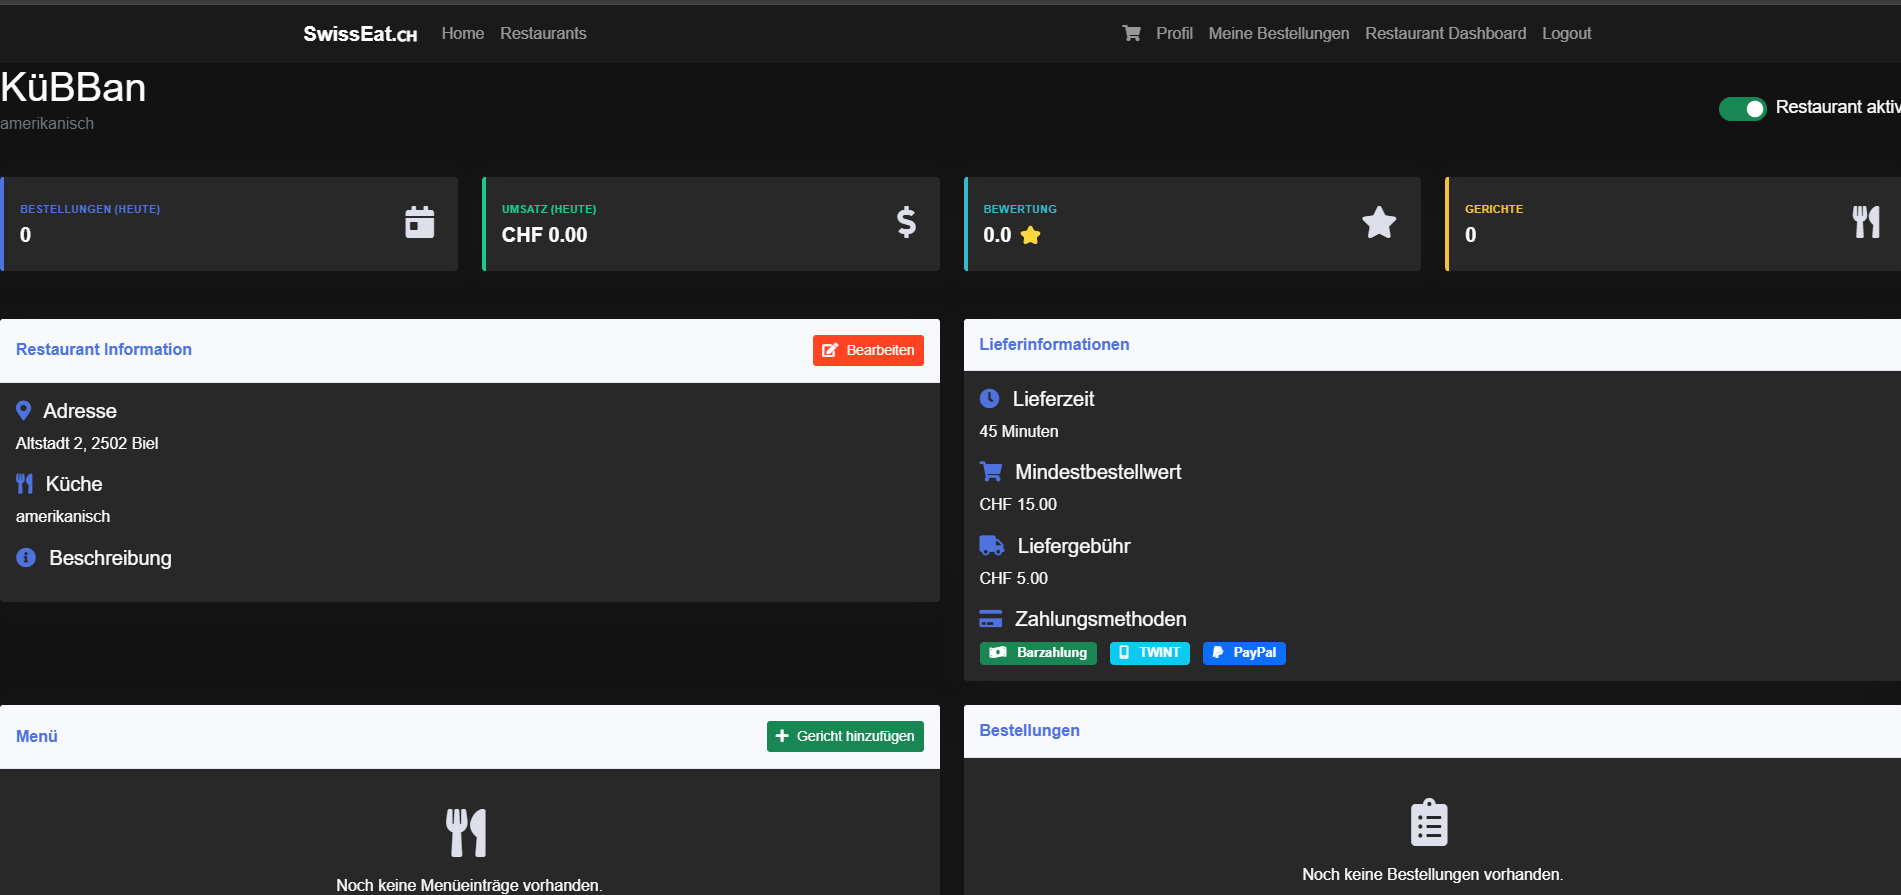 SwissEat.CH Home Restaurants Profil Meine Bestellungen Restaurant Dashboard Logout
KüBBan
amerikanisch
Restaurant aktiv
BESTELLUNGEN (HEUTE)
0
UMSATZ (HEUTE)
CHF 0.00
BEWERTUNG
0.0
GERICHTE
0
Restaurant Information
Bearbeiten
Adresse
Altstadt 2, 2502 Biel
Küche
amerikanisch
Beschreibung
Lieferinformationen
Lieferzeit
45 Minuten
Mindestbestellwert
CHF 15.00
Liefergebühr
CHF 5.00
Zahlungsmethoden
Barzahlung TWINT PayPal
Menü
Gericht hinzufügen
Noch keine Menüeinträge vorhanden.
Bestellungen
Noch keine Bestellungen vorhanden.